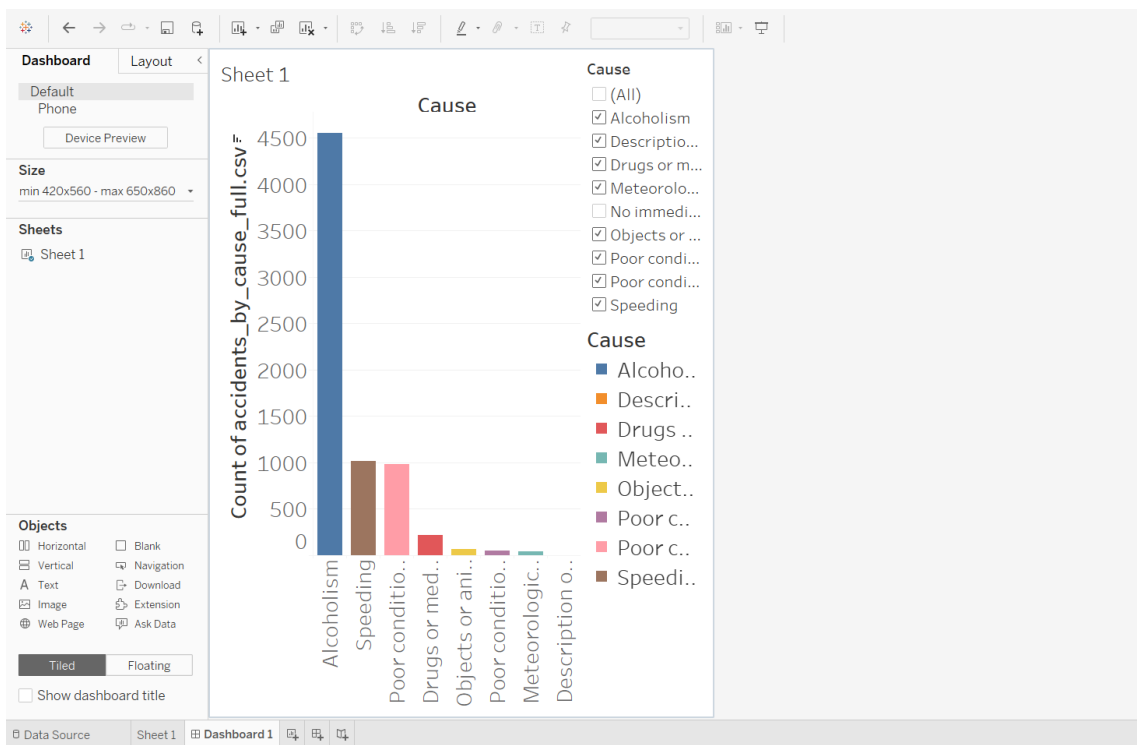 Dashboard
Layout
Default
Phone
Device Preview
Size
min 420x560 - max 650x860
Sheets
Sheet 1
Objects
Horizontal
Blank
Vertical
Navigation
A Text
Download
Image
Extension
Web Page
Ask Data
Tiled
Floating
Show dashboard title
Sheet 1
Cause
Count of accidents_by_cause_full.csv
4500
4000
3500
3000
2500
2000
1500
1000
500
0
Alcoholism
Speeding
Poor conditio..
Drugs or med..
Objects or ani..
Poor conditio..
Meteorologic..
Description o..
Cause
(All)
Alcoholism
Descriptio...
Drugs or m...
Meteorolo...
No immedi...
Objects or ...
Poor condi...
Poor condi...
Speeding
Cause
Alcoho..
Descri..
Drugs ..
Meteo..
Object..
Poor c..
Poor c..
Speedi..
Data Source
Sheet 1
Dashboard 1